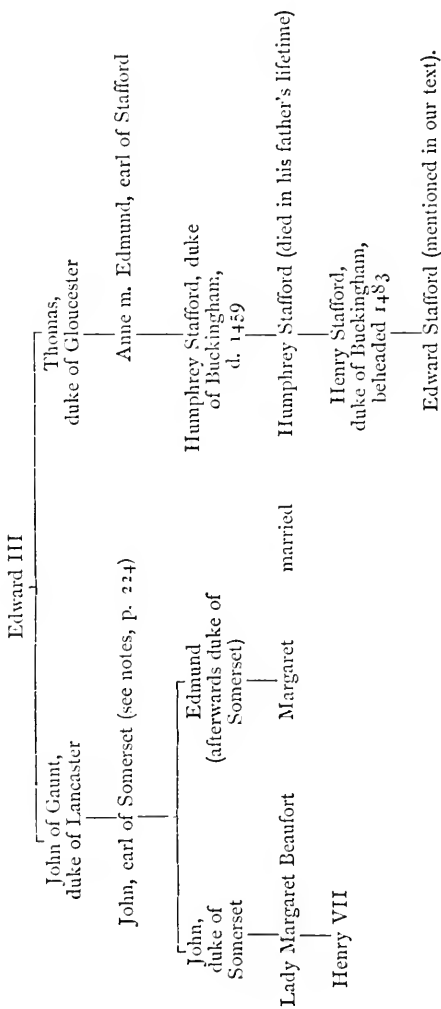 Edward III
John of Gaunt,
duke of Lancaster
Thomas,
duke of Gloucester
John, earl of Somerset (see notes, p. 224)
Anne m. Edmund, earl of Stafford
John,
duke of
Somerset
Edmund
(afterwards duke of
Somerset)
Humphrey Stafford, duke
of Buckingham,
d. 1459
Lady Margaret Beaufort
Margaret married Humphrey Stafford (died in his father's lifetime)
Henry VII
Henry Stafford,
duke of Buckingham,
beheaded 1483
Edward Stafford (mentioned in our text).